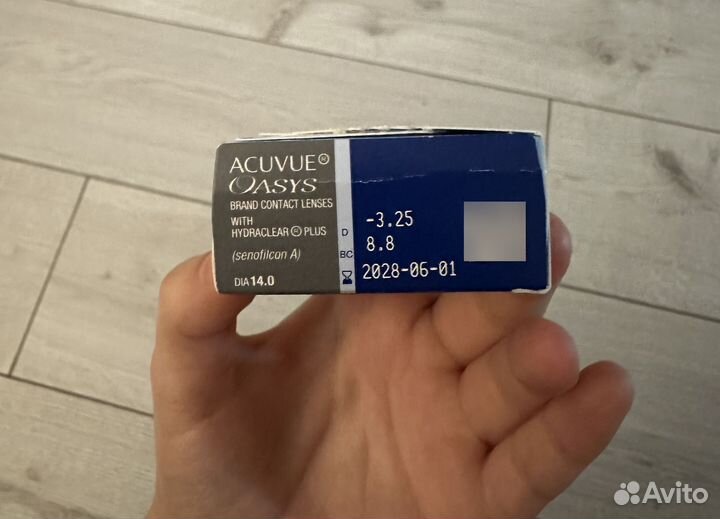 ACUVUE®
OASYS
BRAND CONTACT LENSES
WITH
HYDRACLEAR® PLUS
(senofilcon A)
DIA 14.0
D -3.25
BC 8.8
2028-06-01
Avito